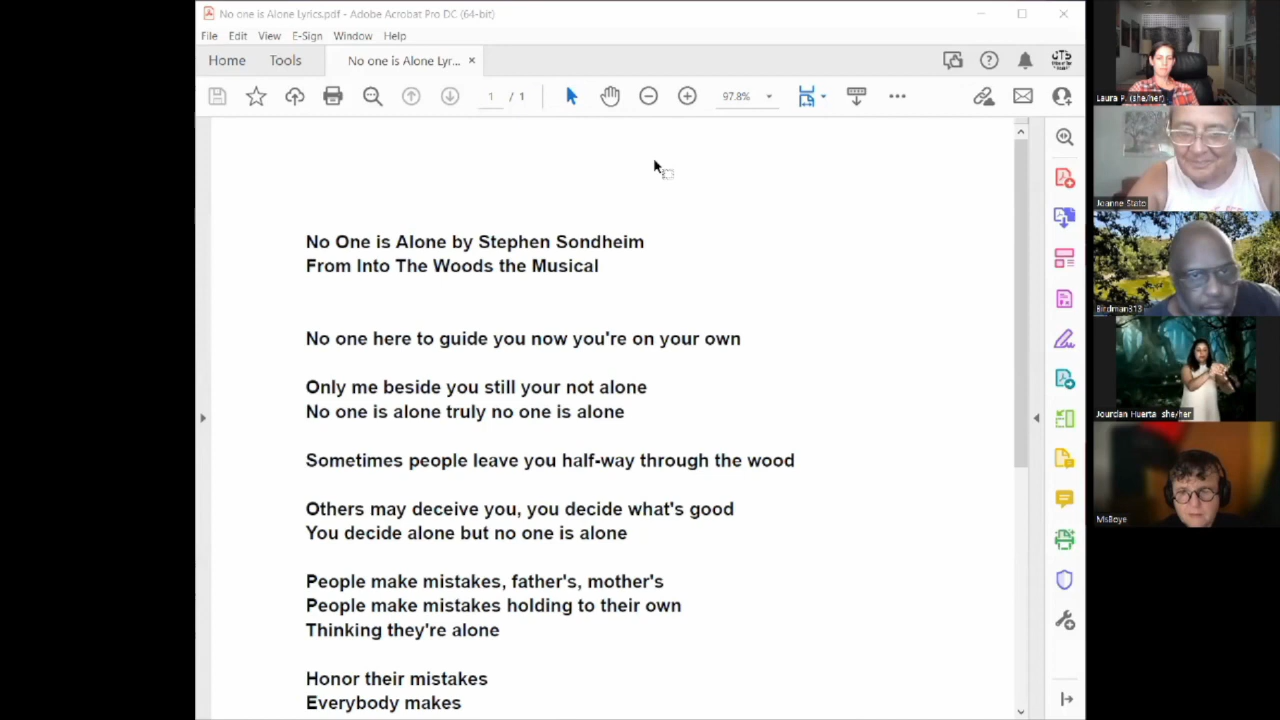 No one is Alone Lyrics.pdf - Adobe Acrobat Pro DC (64-bit)
File Edit View E-Sign Window Help
Home Tools No one is Alone Lyr... ×
1 / 1 97.8%
No One is Alone by Stephen Sondheim
From Into The Woods the Musical
No one here to guide you now you're on your own
Only me beside you still your not alone
No one is alone truly no one is alone
Sometimes people leave you half-way through the wood
Others may deceive you, you decide what's good
You decide alone but no one is alone
People make mistakes, father's, mother's
People make mistakes holding to their own
Thinking they're alone
Honor their mistakes
Everybody makes
Laura P. (she/her)
Joanne Stato
Birdman313
Jourdan Huerta she/her
MsBoye